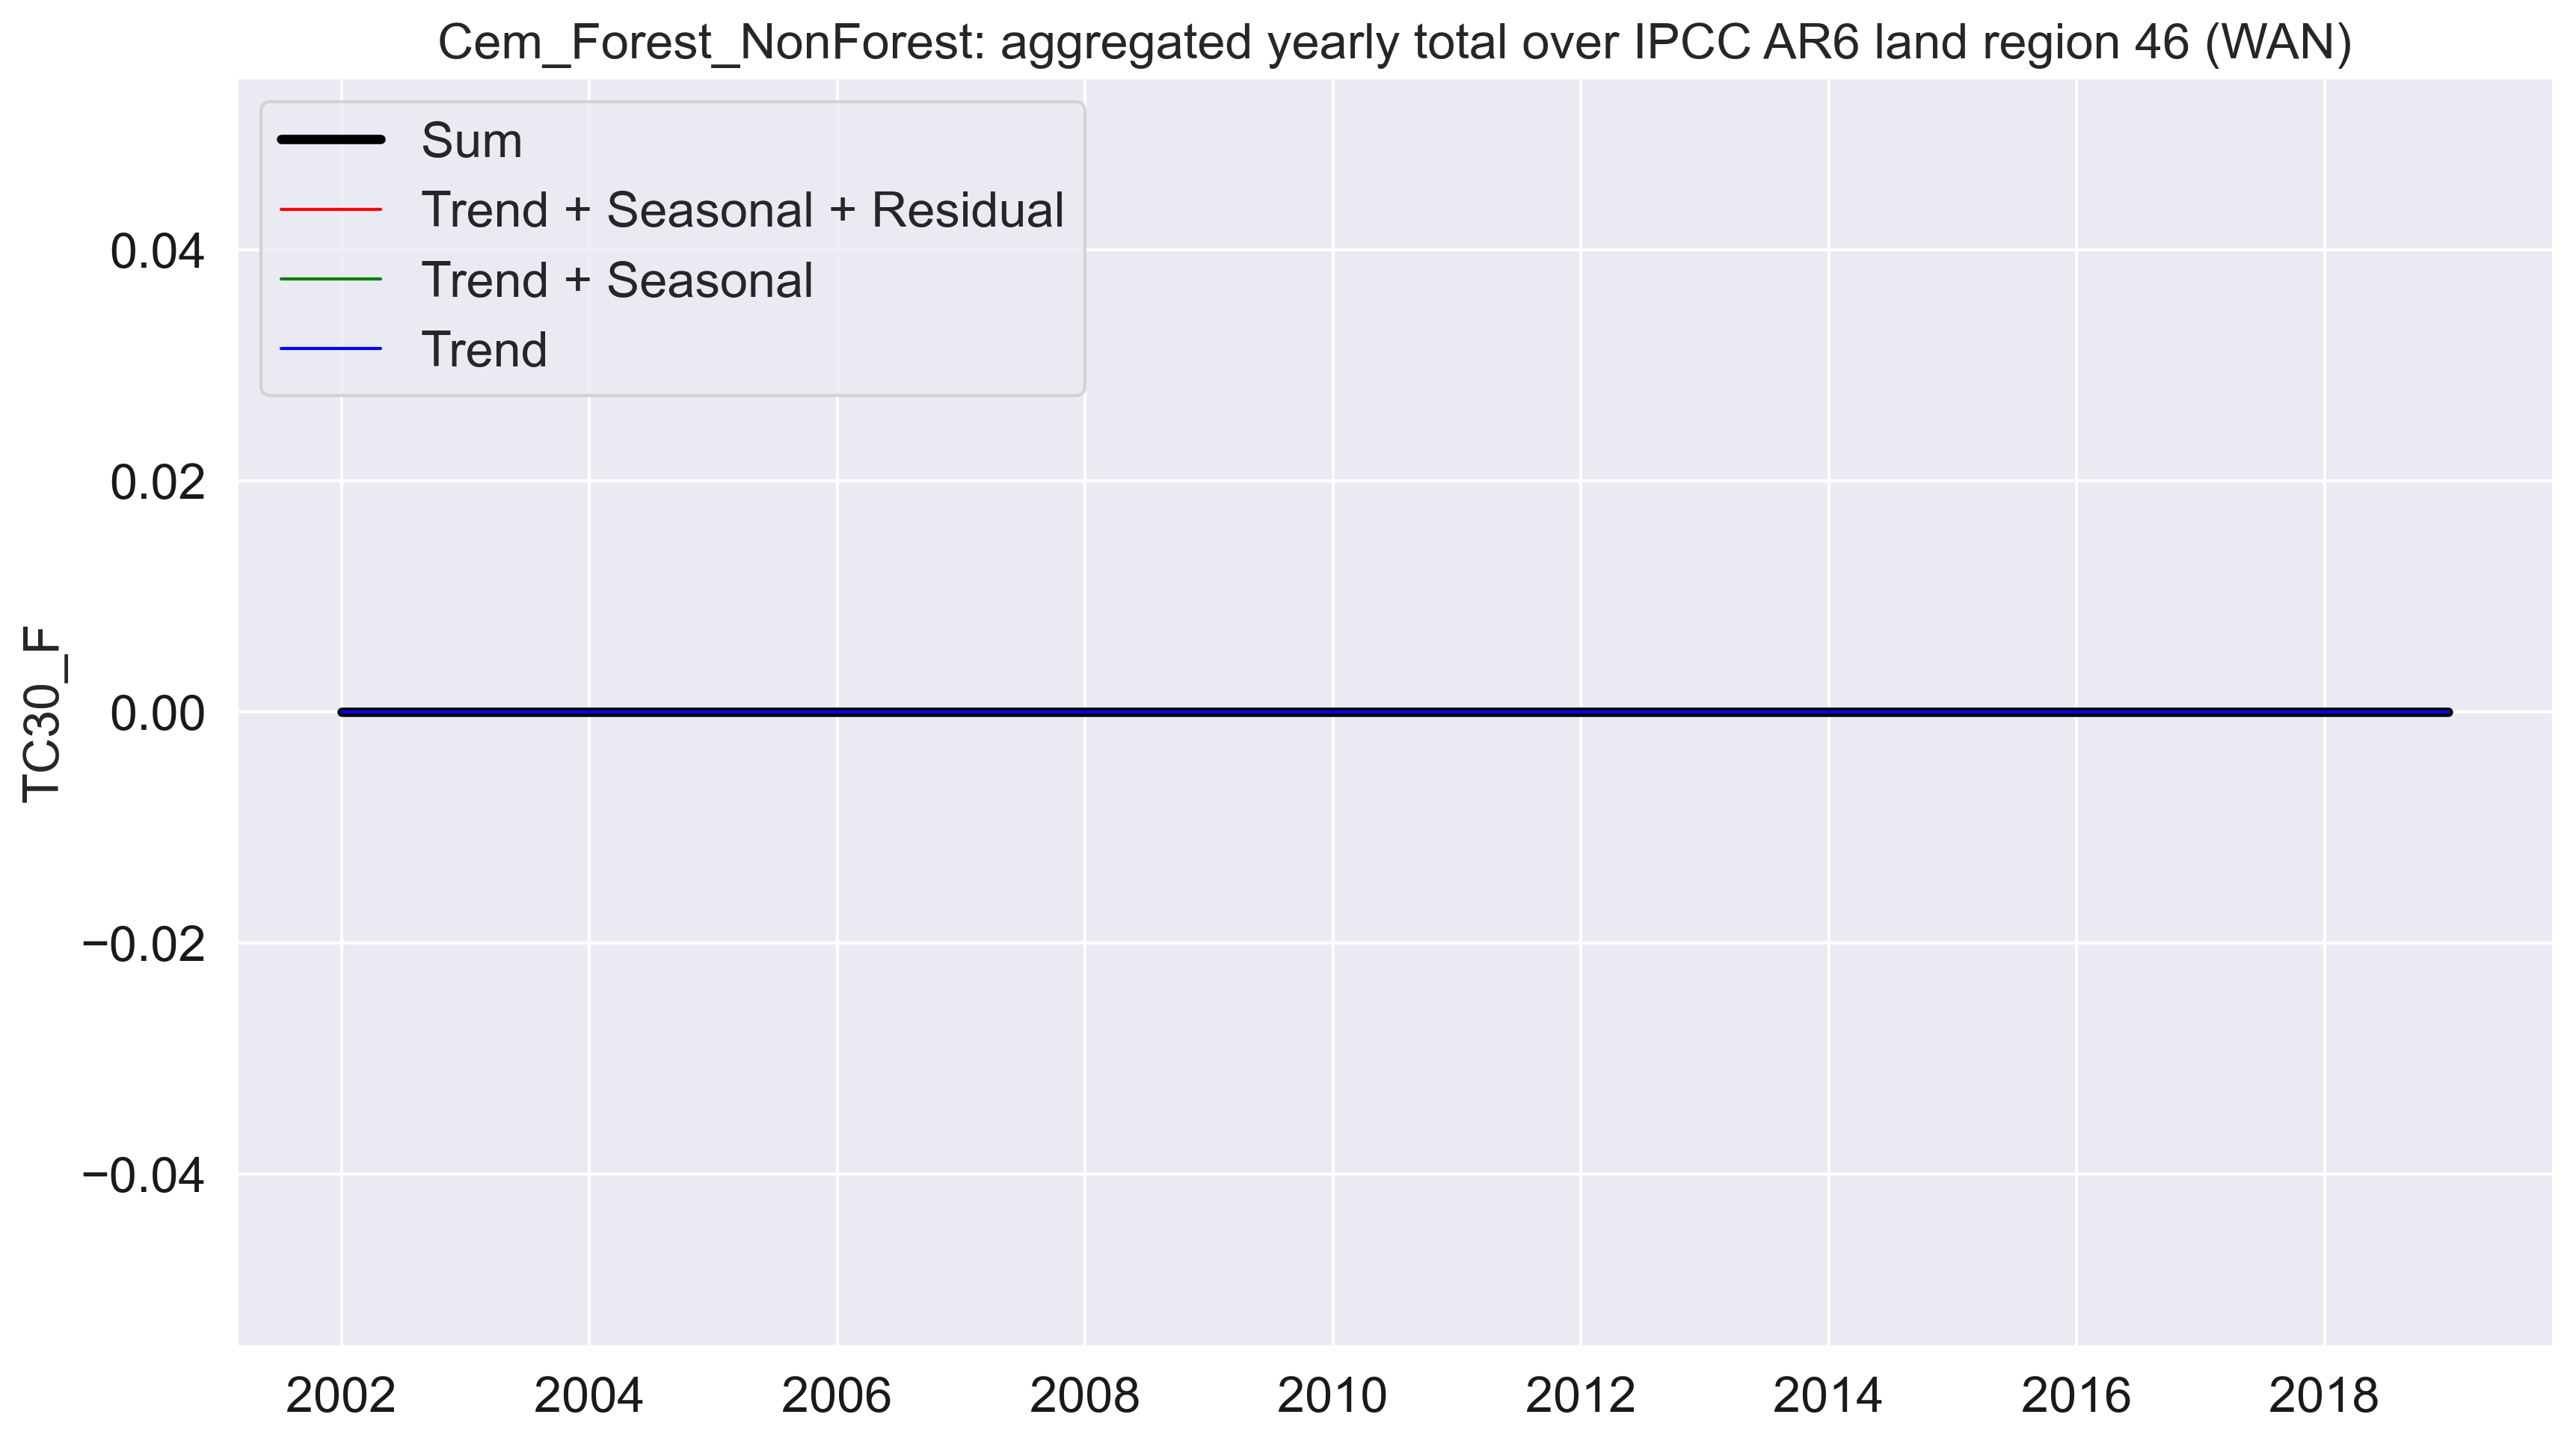 Cem_Forest_NonForest: aggregated yearly total over IPCC AR6 land region 46 (WAN)
Sum
Trend + Seasonal + Residual
Trend + Seasonal
Trend
0.04
0.02
0.00
−0.02
−0.04
TC30_F
2002 2004 2006 2008 2010 2012 2014 2016 2018